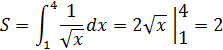 S = ∫₁⁴ 1/√x dx = 2√x |₁⁴ = 2